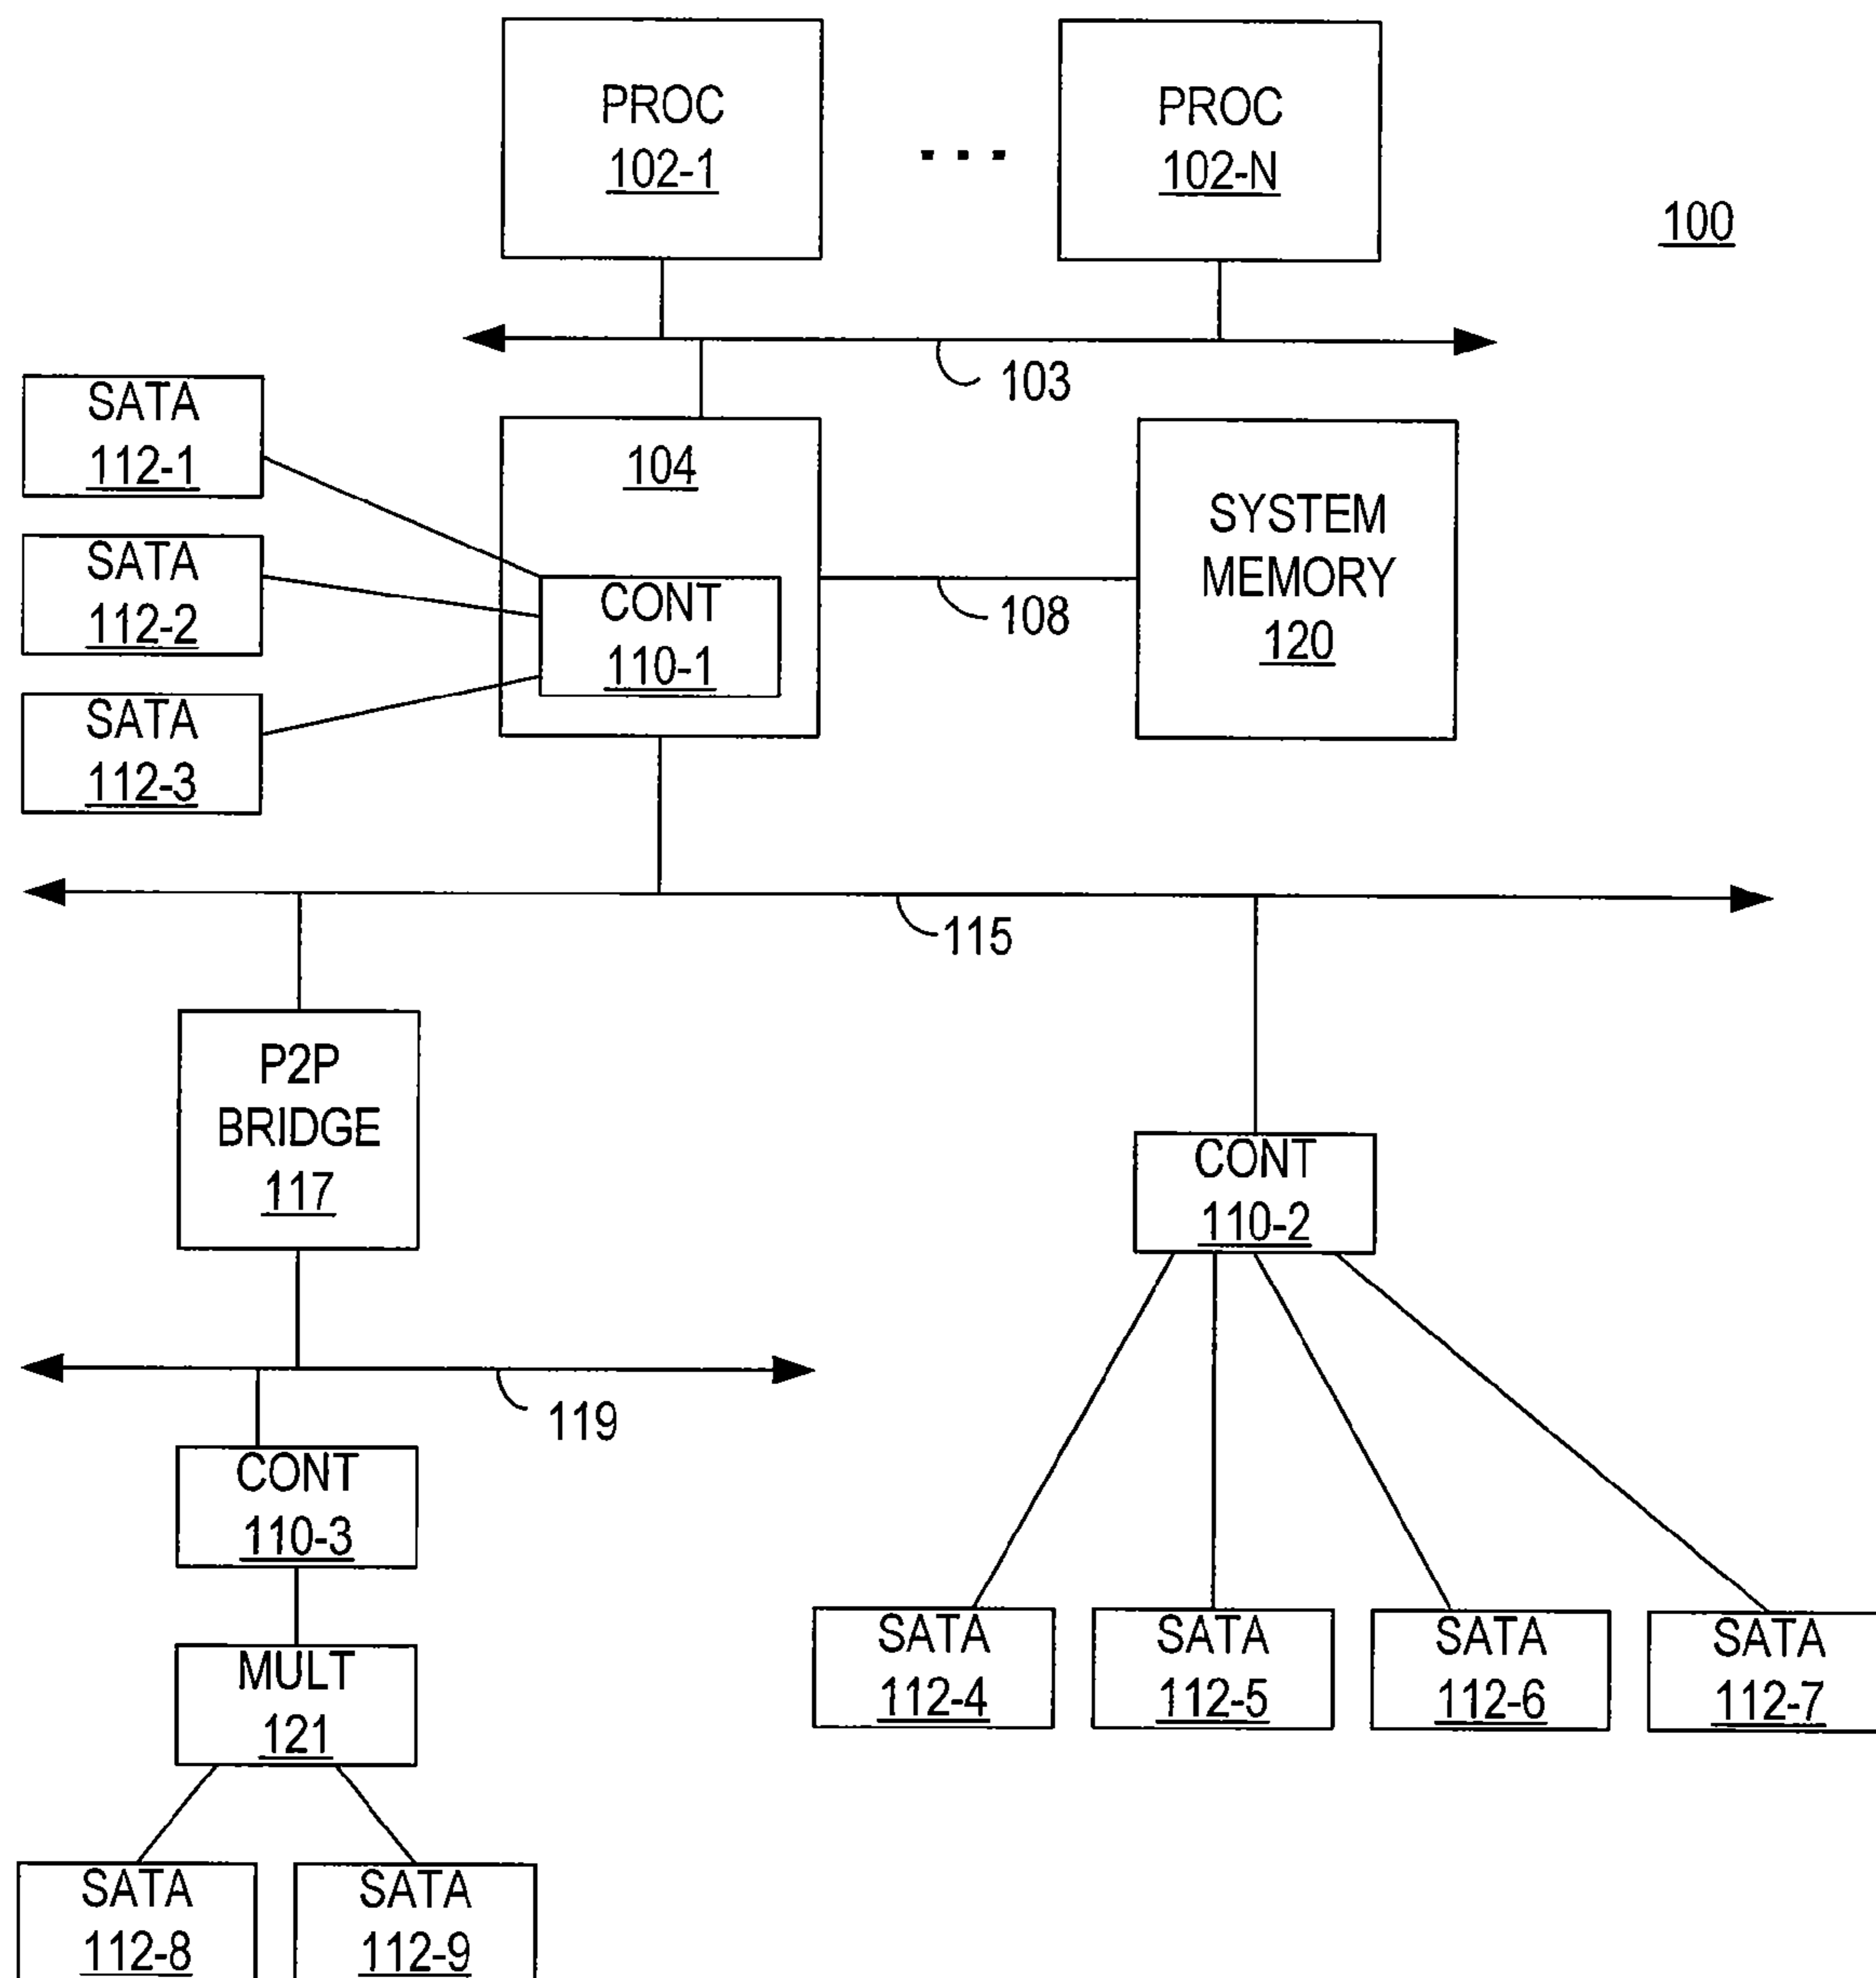 PROC
102-1
...
PROC
102-N
100
103
SATA
112-1
SATA
112-2
SATA
112-3
104
CONT
110-1
108
SYSTEM
MEMORY
120
115
P2P
BRIDGE
117
CONT
110-2
119
CONT
110-3
MULT
121
SATA
112-4
SATA
112-5
SATA
112-6
SATA
112-7
SATA
112-8
SATA
112-9